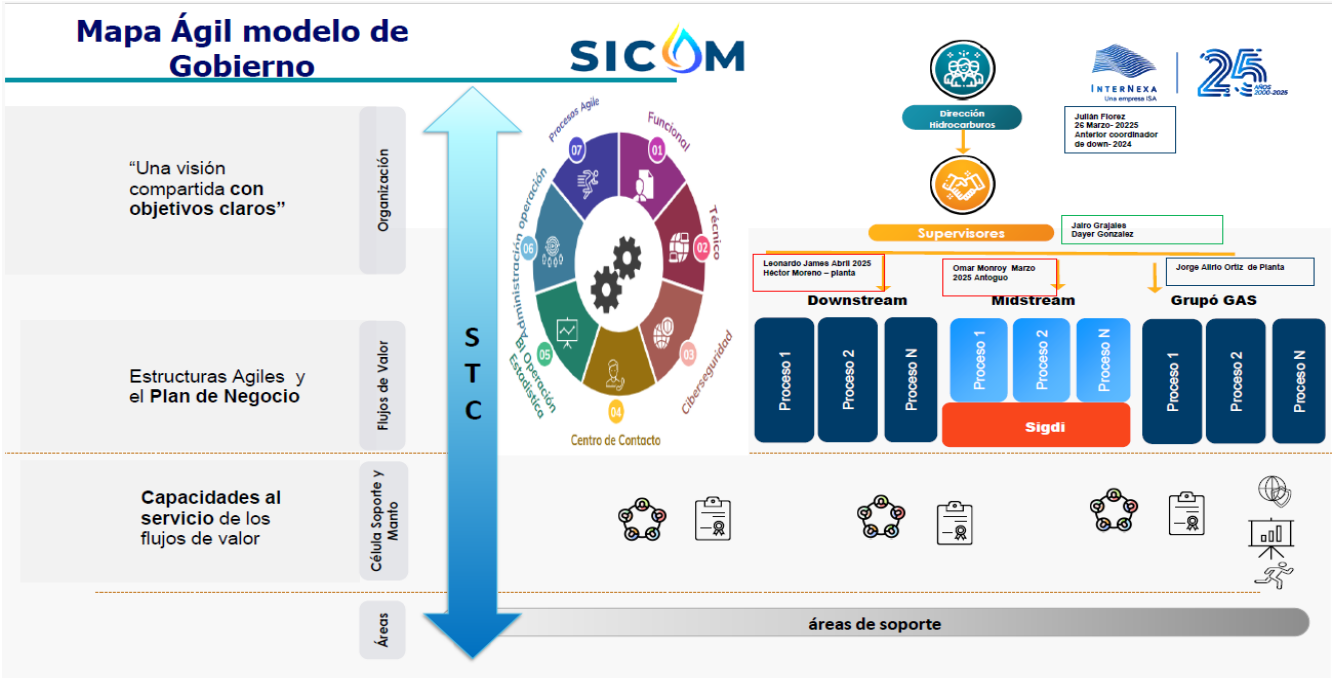 Mapa Ágil modelo de
Gobierno
SICOM
INTERNEXA
Una empresa ISA
25
AÑOS
2000-2025
Dirección
Hidrocarburos
Julián Florez
26 Marzo- 20225
Anterior coordinador
de down- 2024
“Una visión
compartida con
objetivos claros”
Organización
Procesos Agile
07
Funcional
01
Técnico
02
Ciberseguridad
03
Centro de Contacto
04
BI Operación
Estadística
05
Administración operación
06
Supervisores
Jairo Grajales
Dayer Gonzalez
Leonardo James Abril 2025
Héctor Moreno – planta
Omar Monroy Marzo
2025 Antoguo
Jorge Alirio Ortiz de Planta
Downstream
Midstream
Grupó GAS
Estructuras Agiles y
el Plan de Negocio
Flujos de Valor
S
T
C
Proceso 1
Proceso 2
Proceso N
Proceso 1
Proceso 2
Proceso N
Sigdi
Proceso 1
Proceso 2
Proceso N
Capacidades al
servicio de los
flujos de valor
Célula Soporte y
Manto
Áreas
áreas de soporte